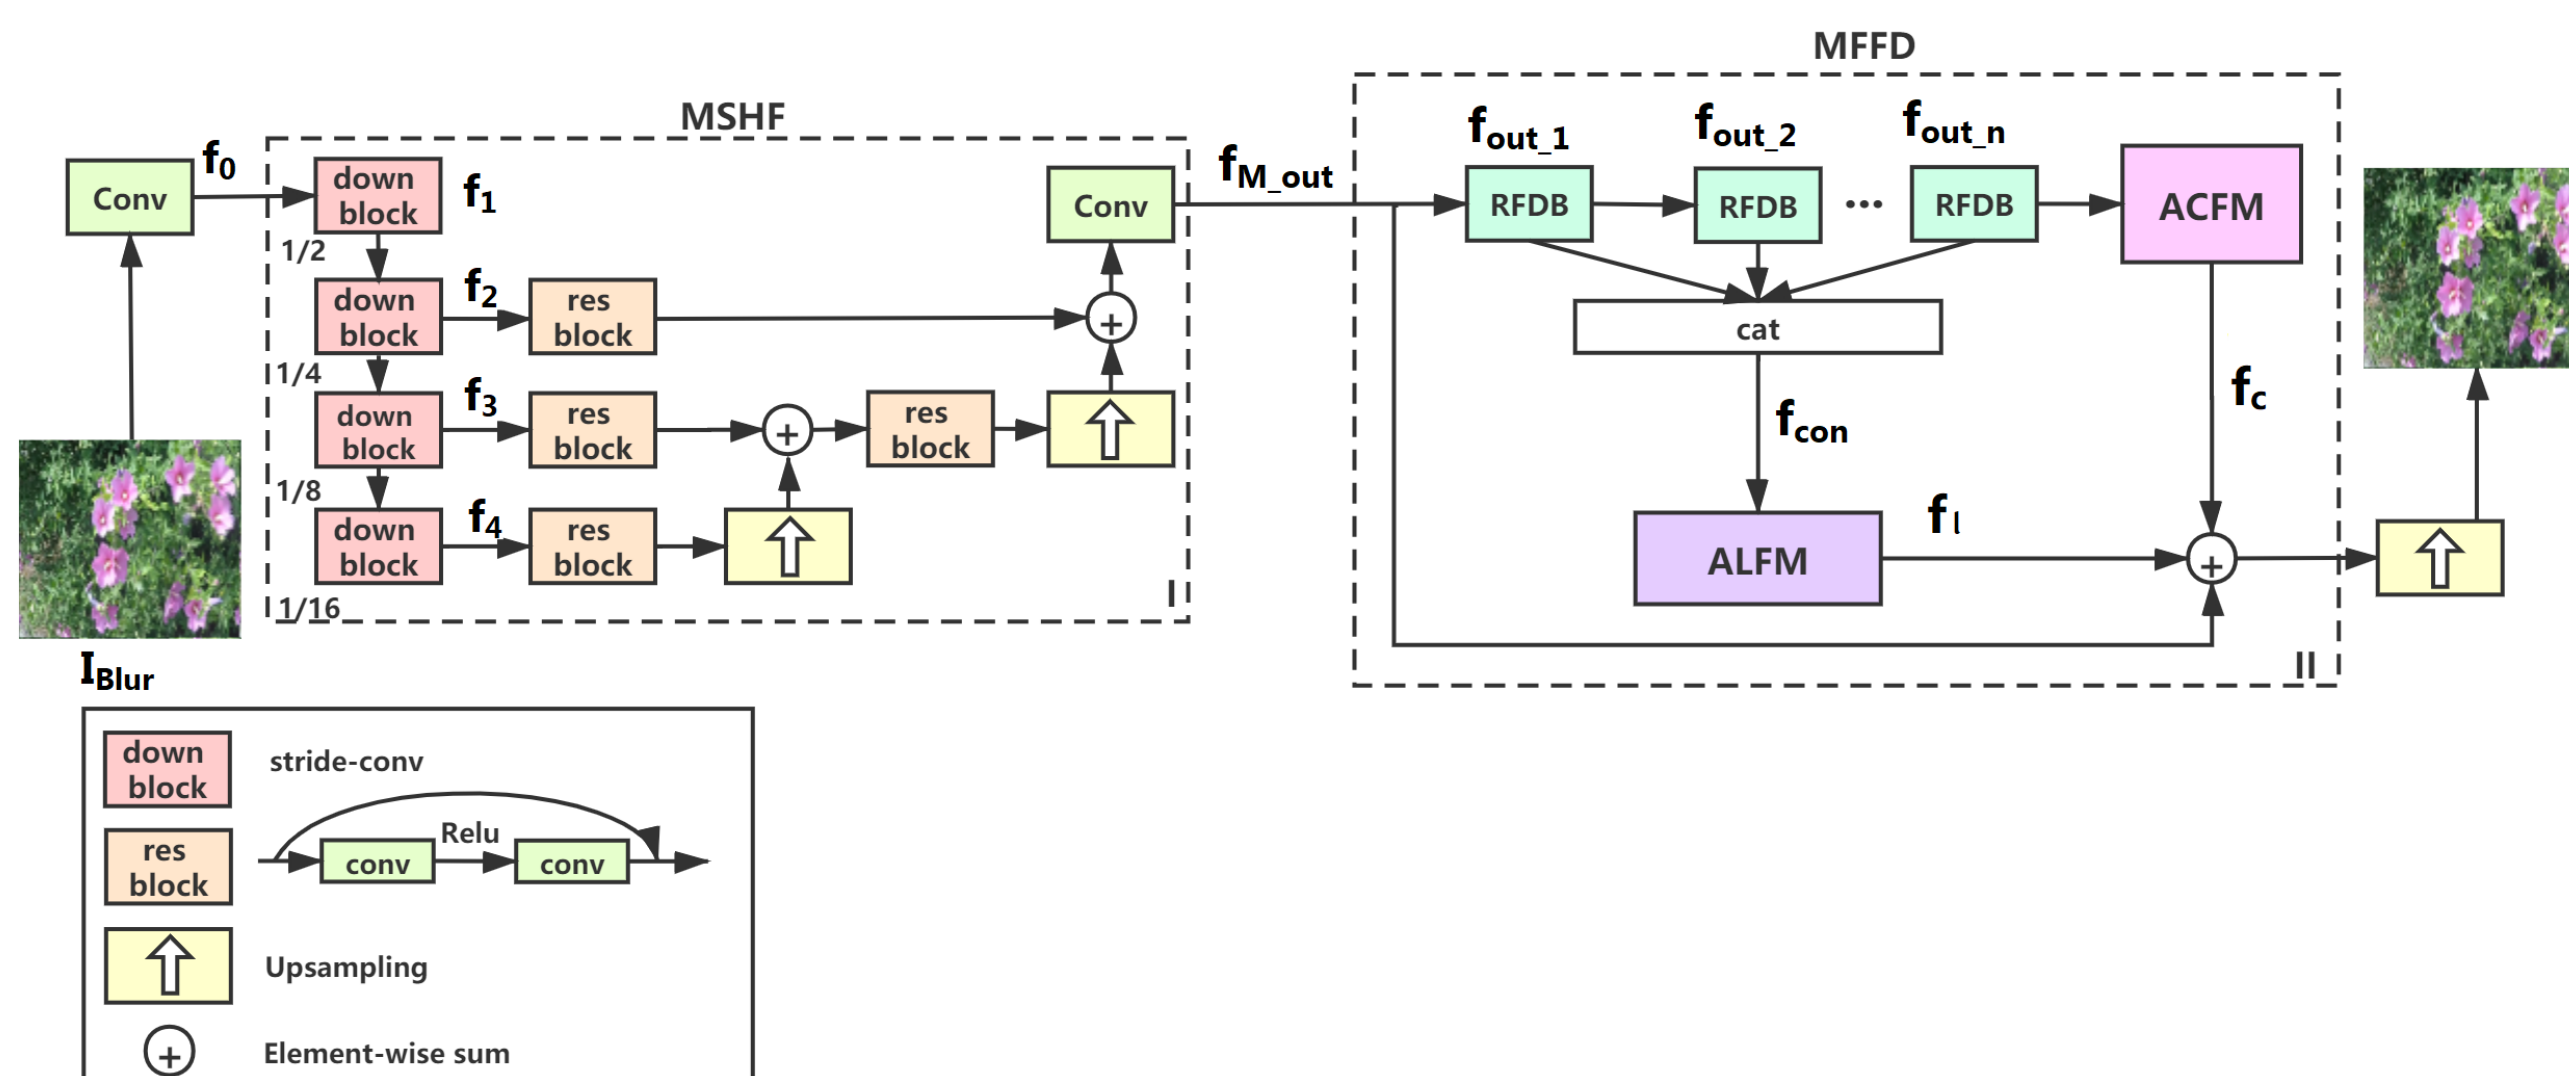 MFFD
MSHF
f0
Conv
down
block
f1
1/2
down
block
f2
res
block
1/4
down
block
f3
res
block
+
res
block
1/8
down
block
f4
res
block
1/16
Conv
+
I
fM_out
fout_1
fout_2
fout_n
RFDB
RFDB
...
RFDB
ACFM
cat
fcon
fc
ALFM
fl
+
II
IBlur
down
block
stride-conv
res
block
conv
Relu
conv
Upsampling
+
Element-wise sum